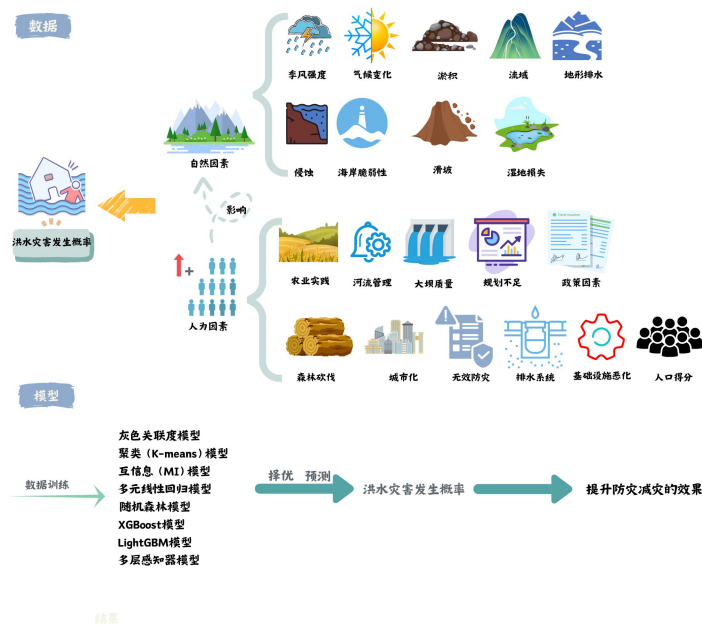 数据
季风强度
气候变化
淤积
流域
地形排水
自然因素
侵蚀
海岸脆弱性
滑坡
湿地损失
影响
洪水灾害发生概率
农业实践
河流管理
大坝质量
规划不足
政策因素
+
人为因素
森林砍伐
城市化
无效防灾
排水系统
基础设施恶化
人口得分
模型
灰色关联度模型
聚类（K-means）模型
互信息（MI）模型
多元线性回归模型
随机森林模型
XGBoost模型
LightGBM模型
多层感知器模型
数据训练
择优 预测
洪水灾害发生概率
提升防灾减灾的效果
结果